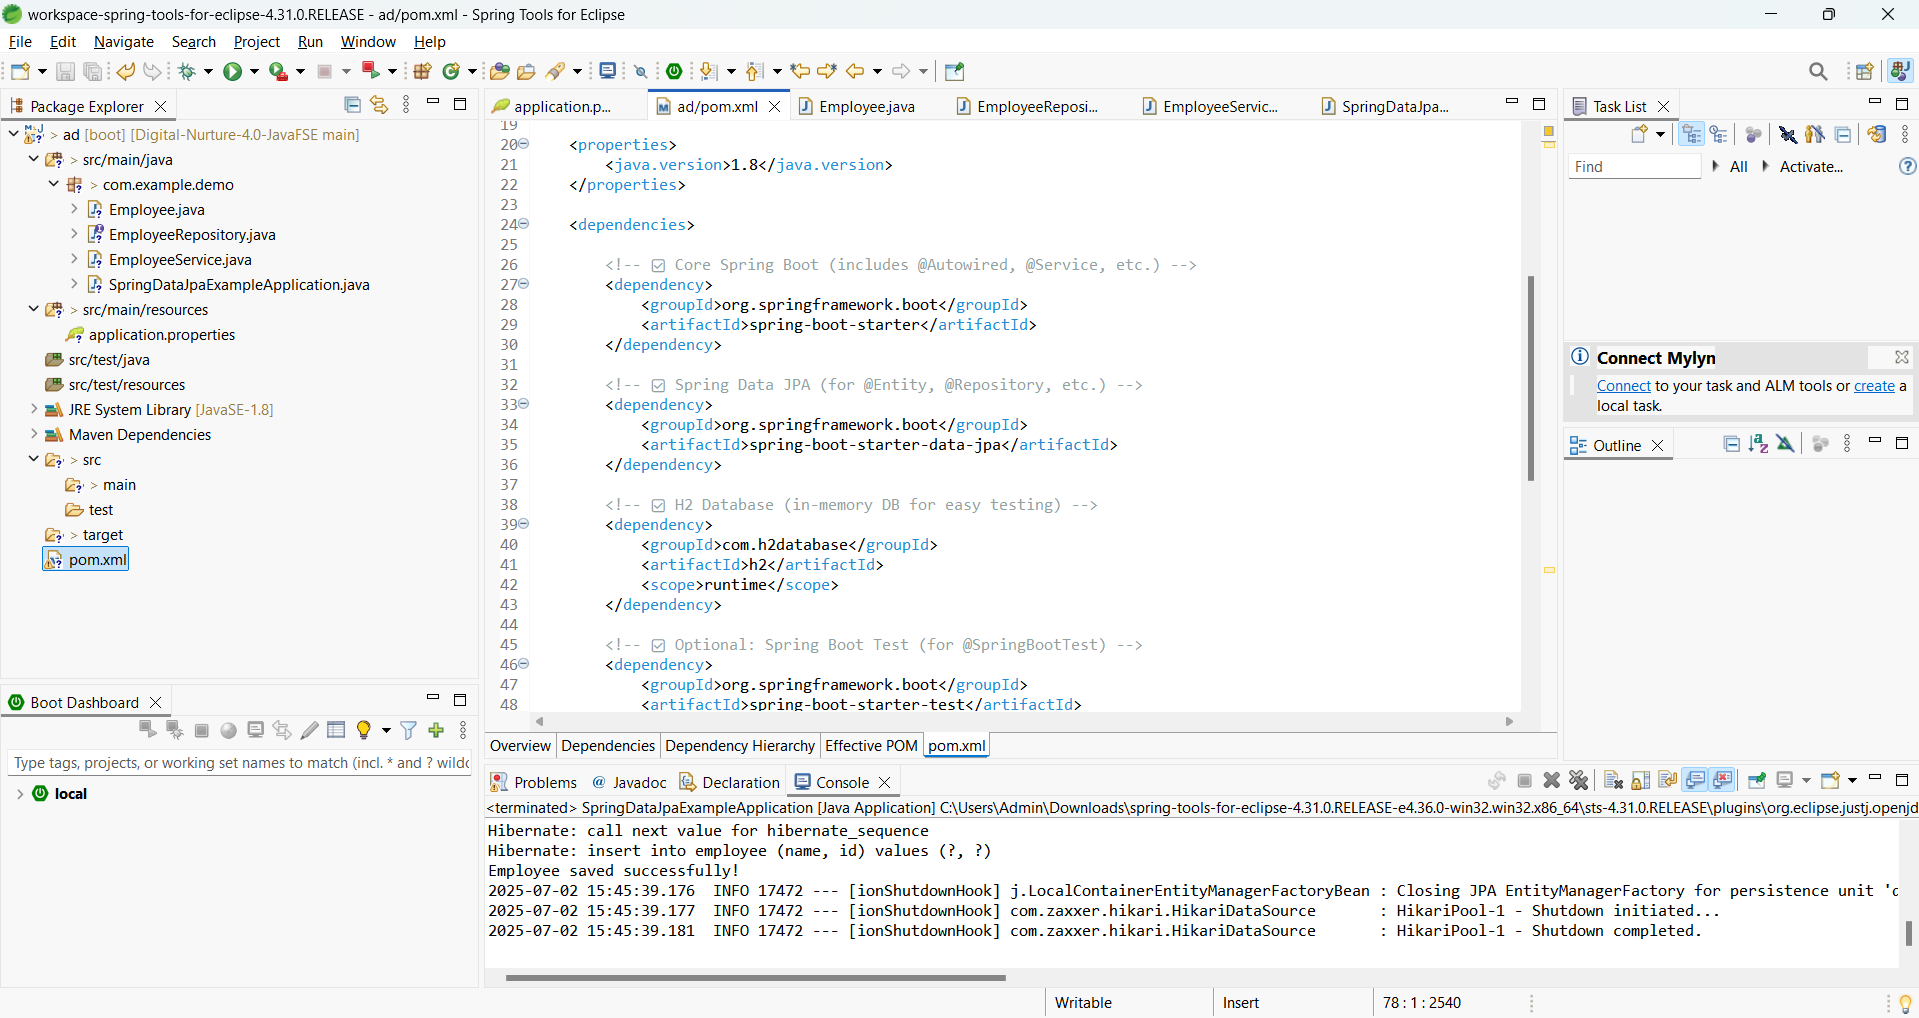 workspace-spring-tools-for-eclipse-4.31.0.RELEASE - ad/pom.xml - Spring Tools for Eclipse
File Edit Navigate Search Project Run Window Help
Package Explorer
ad [boot] [Digital-Nurture-4.0-JavaFSE main]
src/main/java
com.example.demo
Employee.java
EmployeeRepository.java
EmployeeService.java
SpringDataJpaExampleApplication.java
src/main/resources
application.properties
src/test/java
src/test/resources
JRE System Library [JavaSE-1.8]
Maven Dependencies
src
main
test
target
pom.xml
Boot Dashboard
Type tags, projects, or working set names to match (incl. * and ? wildc
local
application.p... ad/pom.xml Employee.java EmployeeReposi... EmployeeServic... SpringDataJpa...
19
20 <properties>
21 <java.version>1.8</java.version>
22 </properties>
23
24 <dependencies>
25
26 <!-- ☑ Core Spring Boot (includes @Autowired, @Service, etc.) -->
27 <dependency>
28 <groupId>org.springframework.boot</groupId>
29 <artifactId>spring-boot-starter</artifactId>
30 </dependency>
31
32 <!-- ☑ Spring Data JPA (for @Entity, @Repository, etc.) -->
33 <dependency>
34 <groupId>org.springframework.boot</groupId>
35 <artifactId>spring-boot-starter-data-jpa</artifactId>
36 </dependency>
37
38 <!-- ☑ H2 Database (in-memory DB for easy testing) -->
39 <dependency>
40 <groupId>com.h2database</groupId>
41 <artifactId>h2</artifactId>
42 <scope>runtime</scope>
43 </dependency>
44
45 <!-- ☑ Optional: Spring Boot Test (for @SpringBootTest) -->
46 <dependency>
47 <groupId>org.springframework.boot</groupId>
48 <artifactId>spring-boot-starter-test</artifactId>
Overview Dependencies Dependency Hierarchy Effective POM pom.xml
Problems Javadoc Declaration Console
<terminated> SpringDataJpaExampleApplication [Java Application] C:\Users\Admin\Downloads\spring-tools-for-eclipse-4.31.0.RELEASE-e4.36.0-win32.win32.x86_64\sts-4.31.0.RELEASE\plugins\org.eclipse.justj.openjd
Hibernate: call next value for hibernate_sequence
Hibernate: insert into employee (name, id) values (?, ?)
Employee saved successfully!
2025-07-02 15:45:39.176 INFO 17472 --- [ionShutdownHook] j.LocalContainerEntityManagerFactoryBean : Closing JPA EntityManagerFactory for persistence unit 'd
2025-07-02 15:45:39.177 INFO 17472 --- [ionShutdownHook] com.zaxxer.hikari.HikariDataSource : HikariPool-1 - Shutdown initiated...
2025-07-02 15:45:39.181 INFO 17472 --- [ionShutdownHook] com.zaxxer.hikari.HikariDataSource : HikariPool-1 - Shutdown completed.
Task List
Find All Activate...
Connect Mylyn
Connect to your task and ALM tools or create a
local task.
Outline
Writable Insert 78 : 1 : 2540